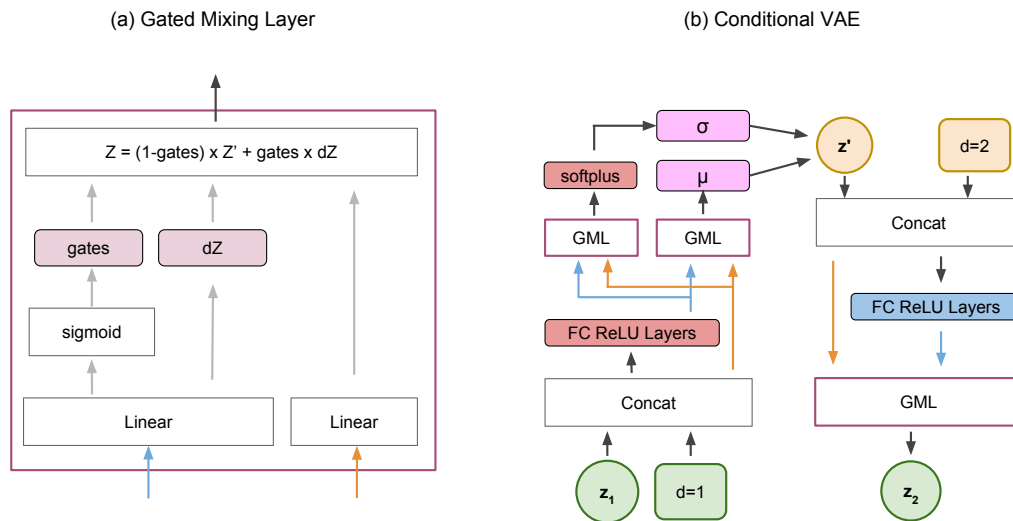 (a) Gated Mixing Layer
Z = (1-gates) x Z' + gates x dZ
gates
dZ
sigmoid
Linear
Linear
(b) Conditional VAE
σ
softplus
μ
GML
GML
FC ReLU Layers
Concat
z1
d=1
z'
d=2
Concat
FC ReLU Layers
GML
z2